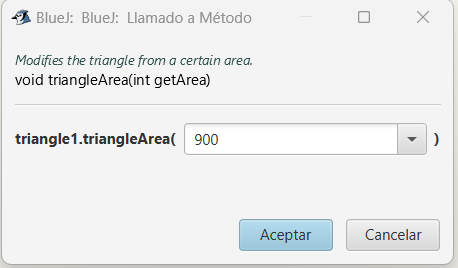 BlueJ: BlueJ: Llamado a Método
Modifies the triangle from a certain area.
void triangleArea(int getArea)
triangle1.triangleArea( 900 )
Aceptar Cancelar